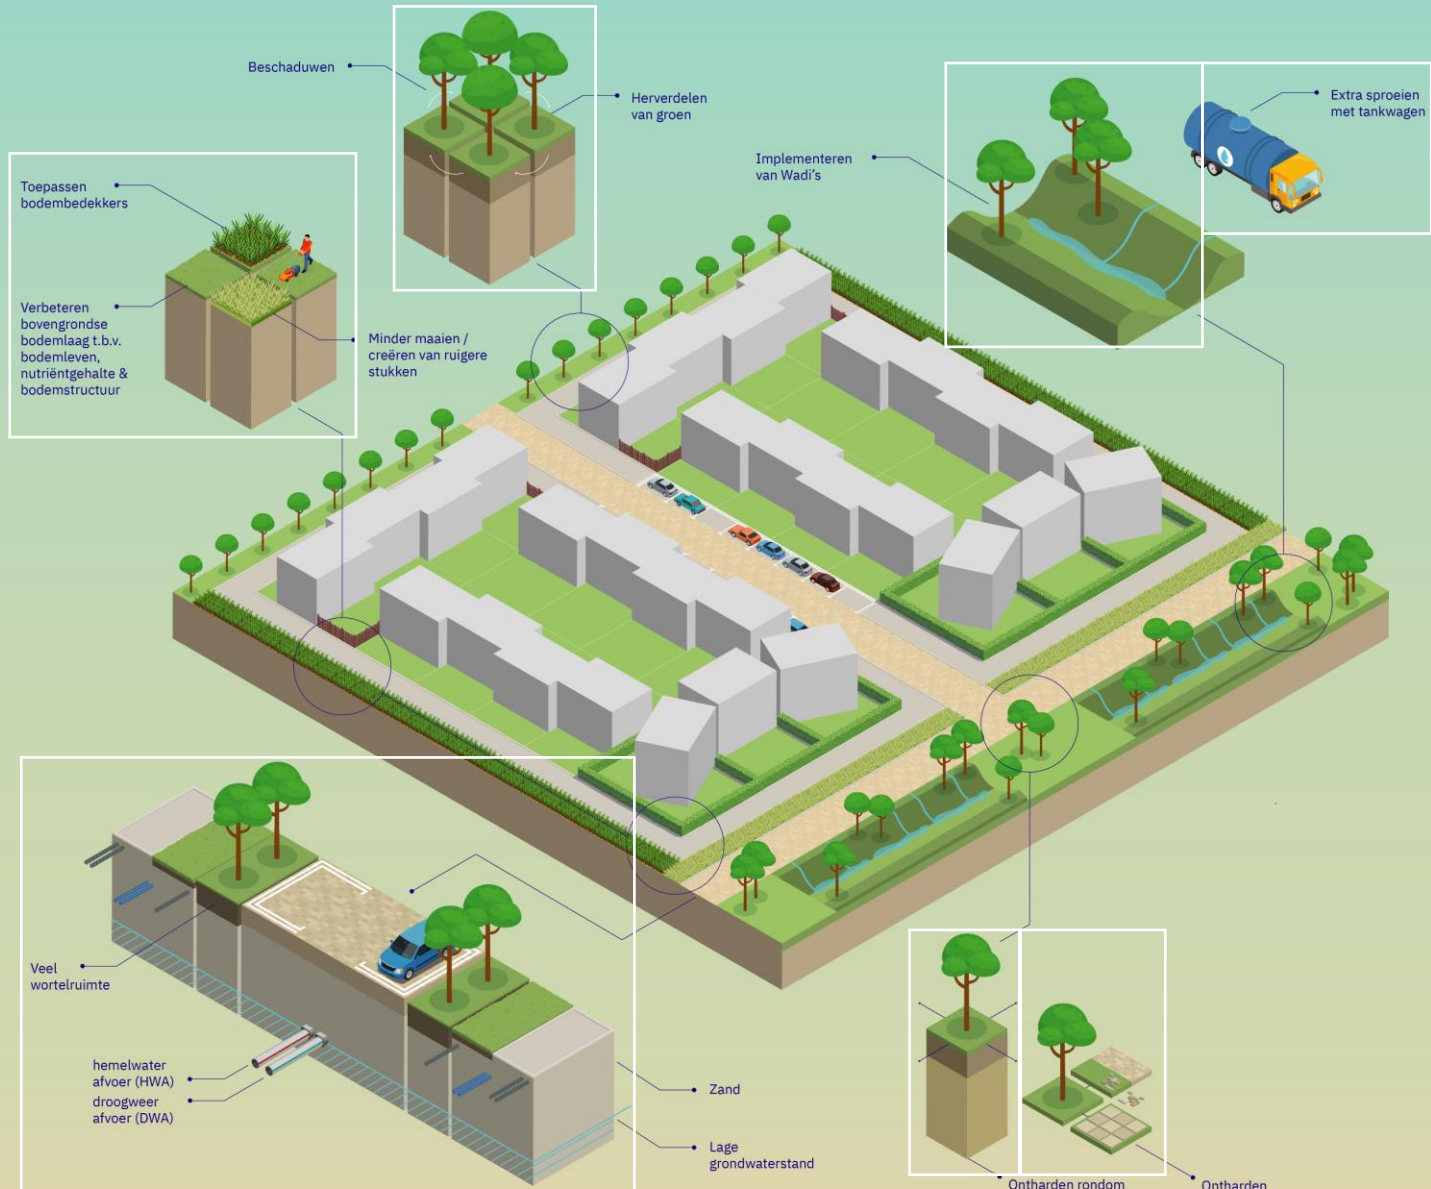 Beschaduwen
Herverdelen
van groen
Extra sproeien
met tankwagen
Implementeren
van Wadi's
Toepassen
bodembedekkers
Verbeteren
bovengrondse
bodemlaag t.b.v.
bodemleven,
nutriëntgehalte &
bodemstructuur
Minder maaien /
creëren van ruigere
stukken
Veel
wortelruimte
hemelwater
afvoer (HWA)
droogweer
afvoer (DWA)
Zand
Lage
grondwaterstand
Ontharden rondom
Ontharden